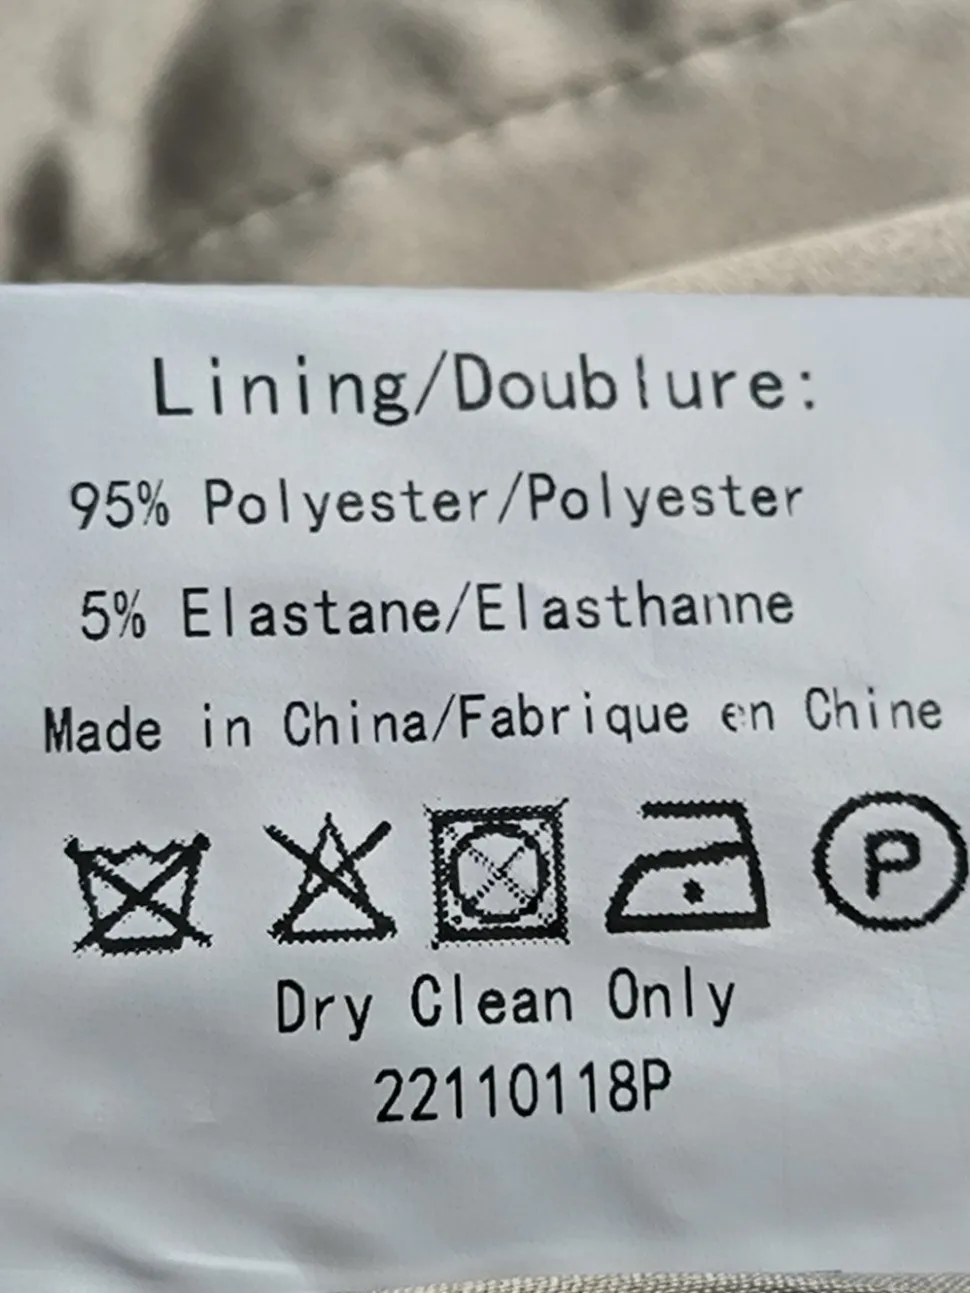 Lining/Doublure:
95% Polyester/Polyester
5% Elastane/Elasthanne
Made in China/Fabrique en Chine
P
Dry Clean Only
22110118P